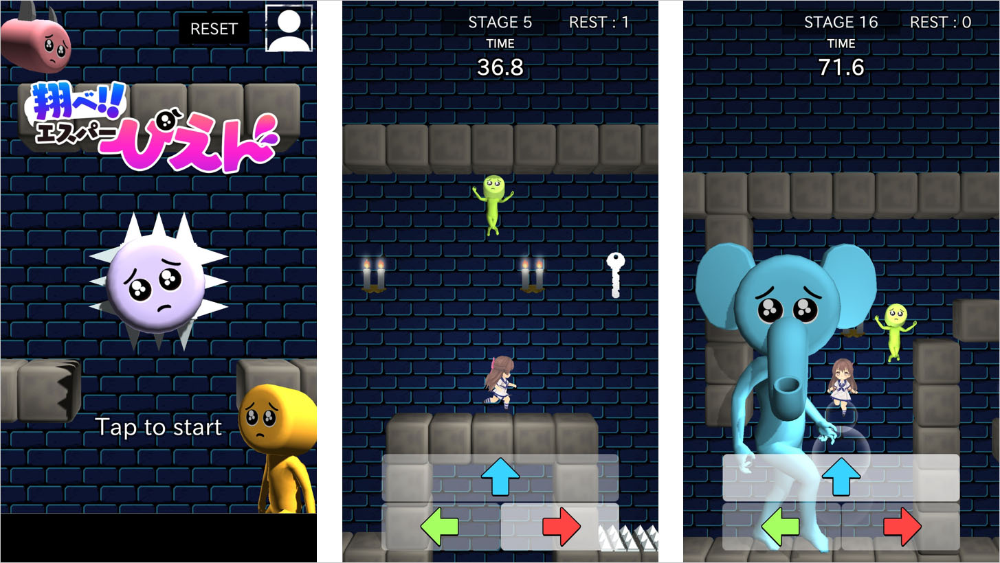 RESET
翔べ!!
エスパーぴえん
Tap to start
STAGE 5 REST : 1
TIME
36.8
STAGE 16 REST : 0
TIME
71.6